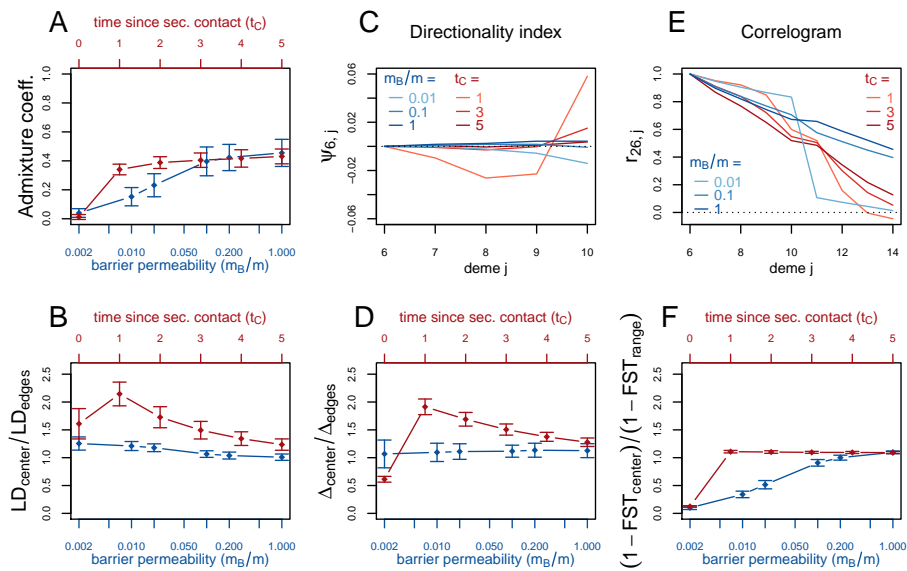 A
time since sec. contact (tC)
0 1 2 3 4 5
Admixture coeff.
0.0 0.2 0.4 0.6 0.8 1.0
0.002 0.010 0.050 0.200 1.000
barrier permeability (mB/m)
C
Directionality index
mB/m =
0.01
0.1
1
tC =
1
3
5
ψ6, j
−0.06 0.00 0.06
6 7 8 9 10
deme j
E
Correlogram
tC =
1
3
5
mB/m =
0.01
0.1
1
r26, j
0.0 0.2 0.4 0.6 0.8 1.0
6 8 10 12 14
deme j
B
time since sec. contact (tC)
0 1 2 3 4 5
LDcenter / LDedges
0.0 0.5 1.0 1.5 2.0 2.5
0.002 0.010 0.050 0.200 1.000
barrier permeability (mB/m)
D
time since sec. contact (tC)
0 1 2 3 4 5
Δcenter / Δedges
0.0 0.5 1.0 1.5 2.0 2.5
0.002 0.010 0.050 0.200 1.000
barrier permeability (mB/m)
F
time since sec. contact (tC)
0 1 2 3 4 5
(1 − FSTcenter) / (1 − FSTrange)
0.0 0.5 1.0 1.5 2.0 2.5
0.002 0.010 0.050 0.200 1.000
barrier permeability (mB/m)